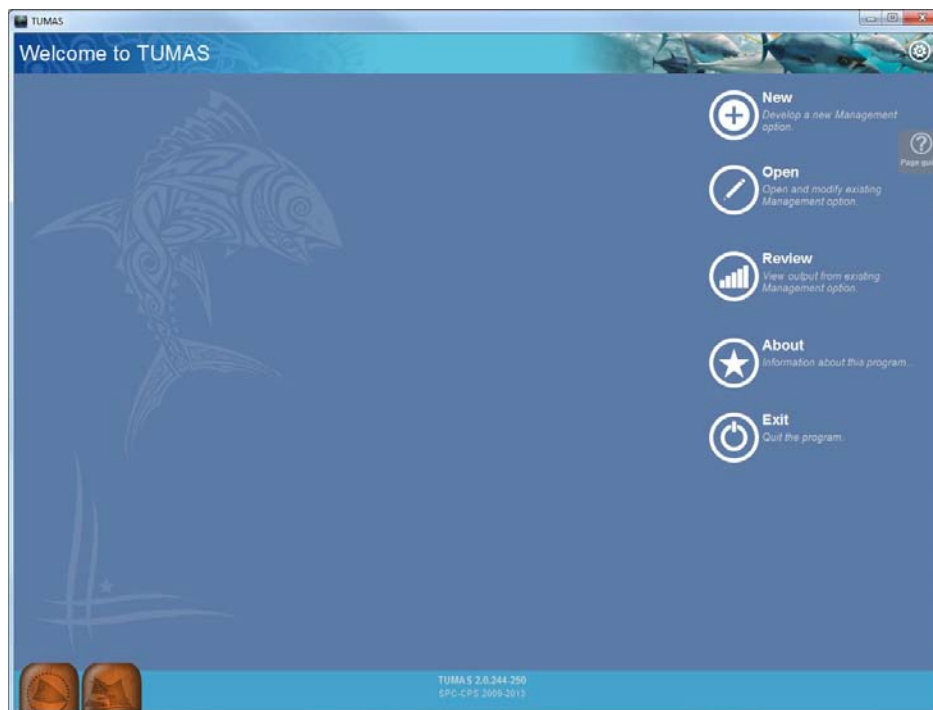 TUMAS
Welcome to TUMAS
New
Develop a new Management
option.
Page gui
Open
Open and modify existing
Management option.
Review
View output from existing
Management option.
About
Information about this program...
Exit
Quit the program.
TUMAS 2.0.244-250
SPC-CPS 2009-2013